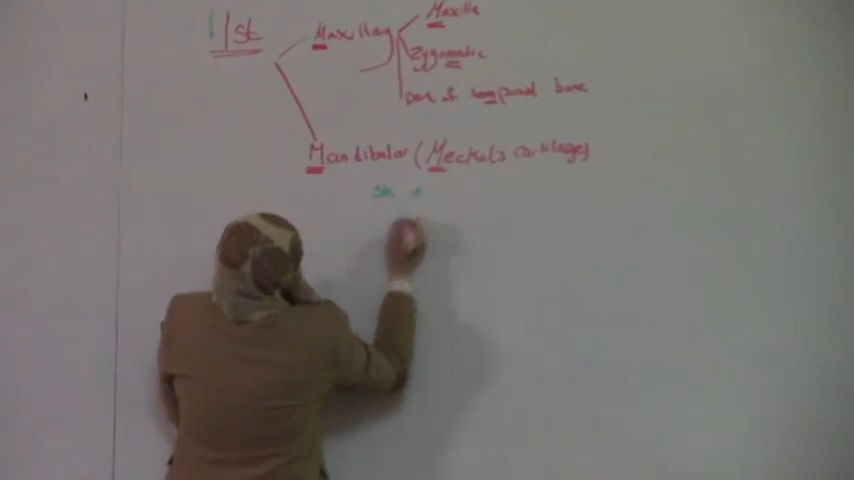 1st
Maxillary
Maxilla
Zygomatic
part of temporal bone
Mandibular (Meckel's cartilage)